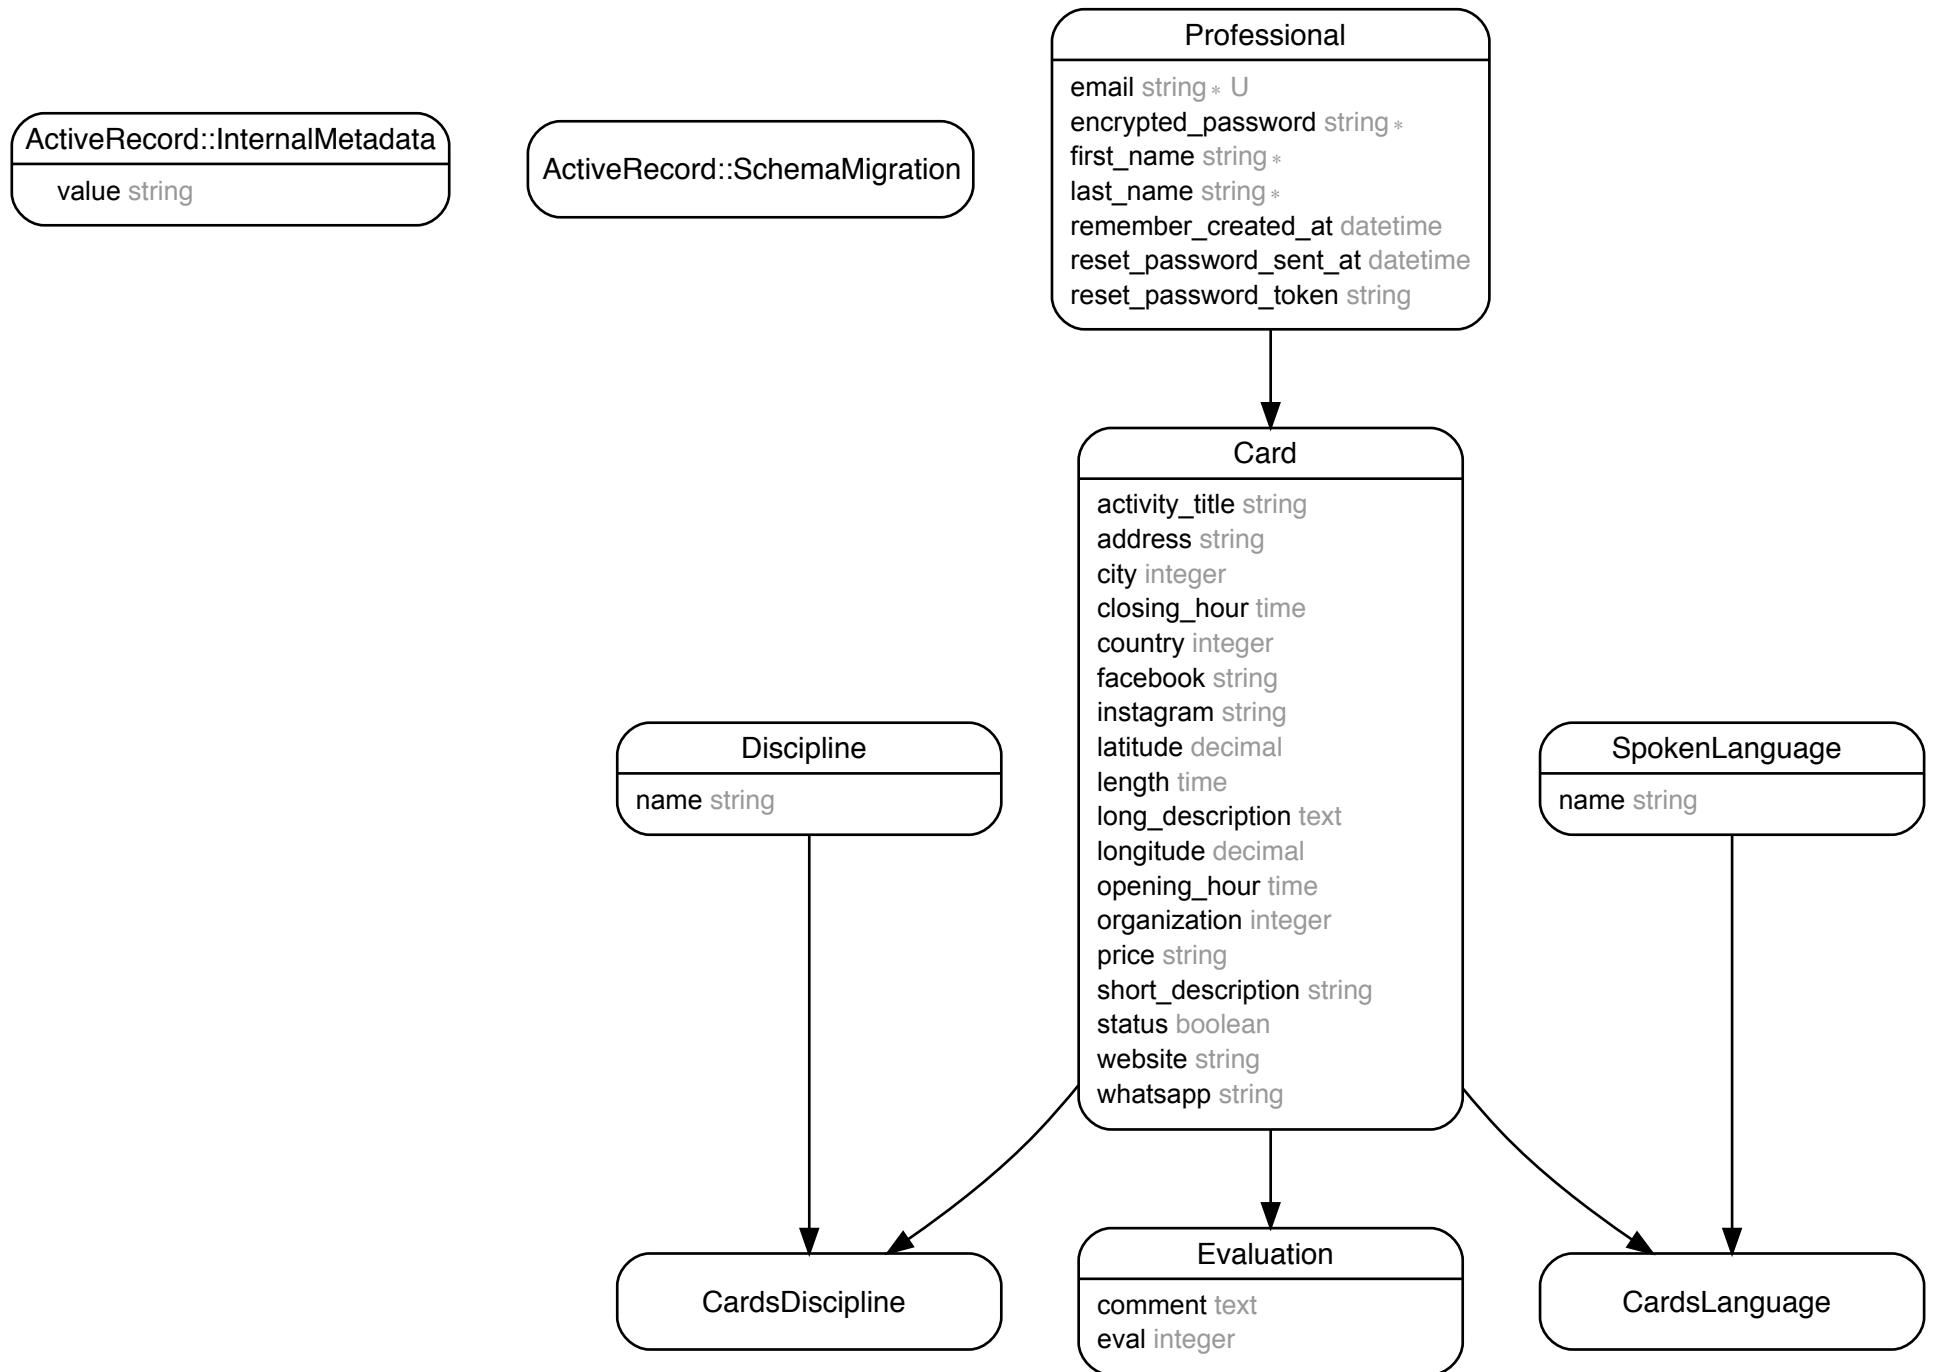 Professional
email string* U
encrypted_password string*
first_name string*
last_name string*
remember_created_at datetime
reset_password_sent_at datetime
reset_password_token string
ActiveRecord::InternalMetadata
value string
ActiveRecord::SchemaMigration
Card
activity_title string
address string
city integer
closing_hour time
country integer
facebook string
instagram string
latitude decimal
length time
long_description text
longitude decimal
opening_hour time
organization integer
price string
short_description string
status boolean
website string
whatsapp string
Discipline
name string
SpokenLanguage
name string
CardsDiscipline
Evaluation
comment text
eval integer
CardsLanguage